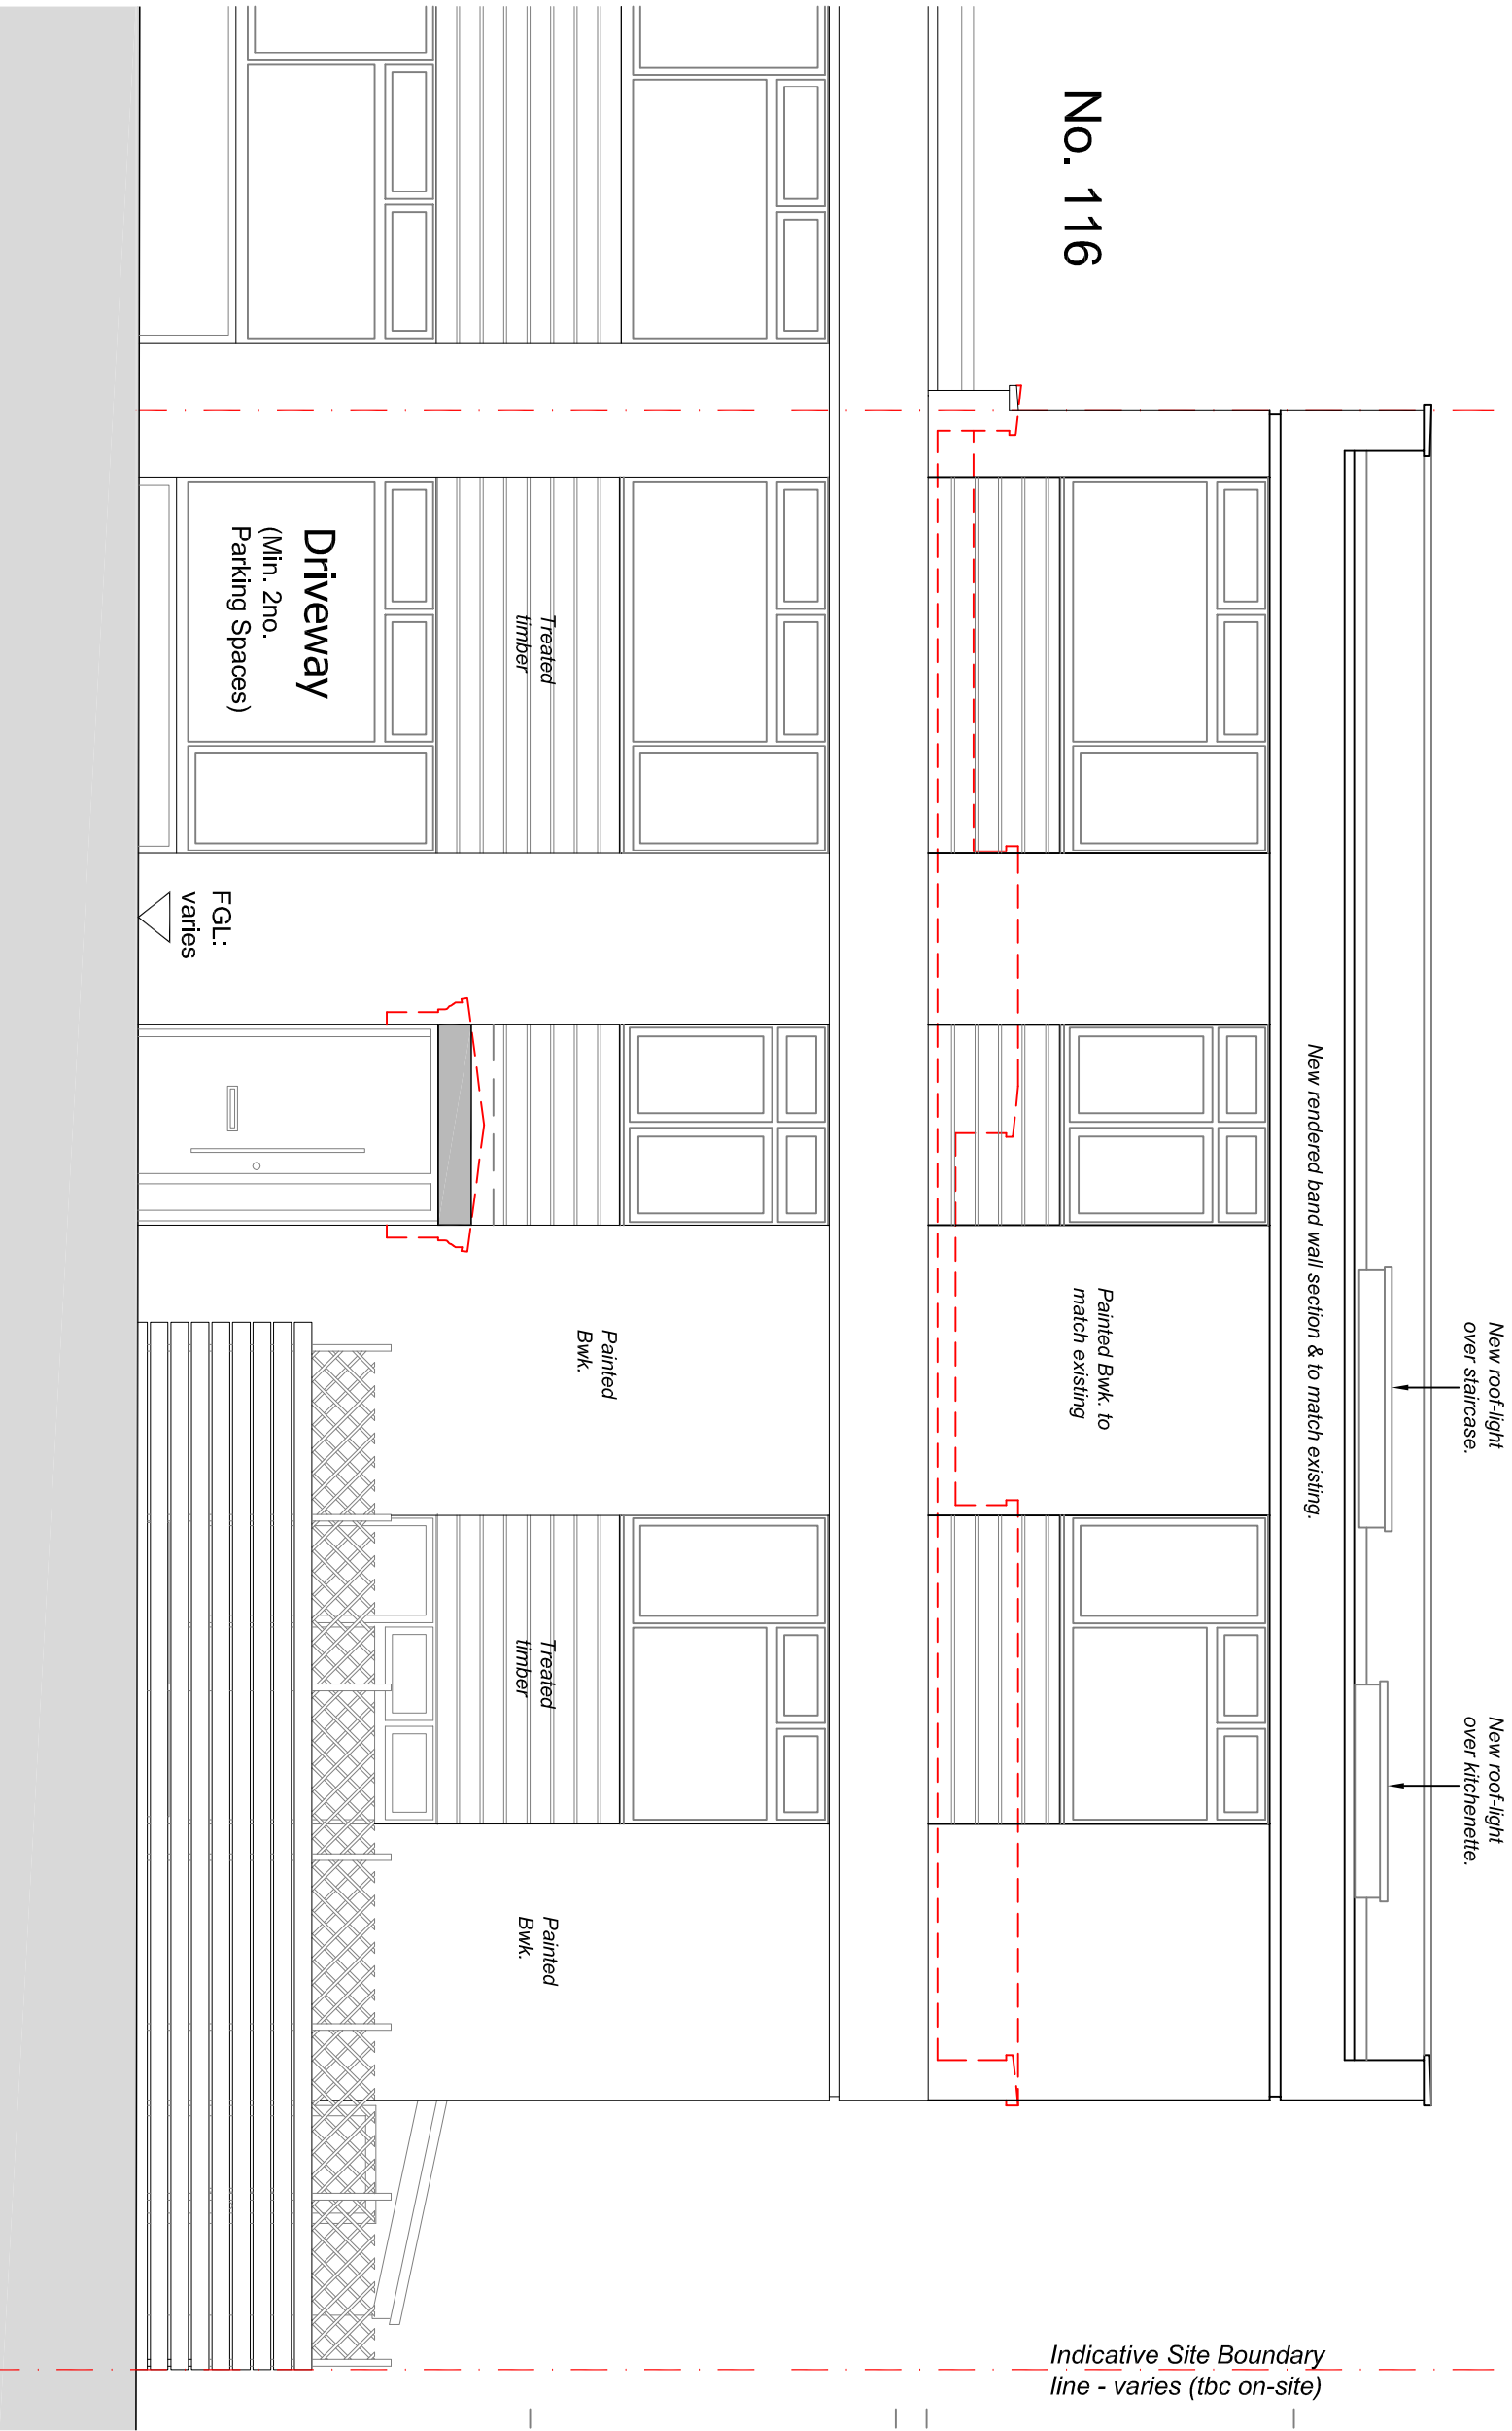 No. 116
New roof-light
over staircase.
New roof-light
over kitchenette.
New rendered band wall section & to match existing.
Painted Bwk. to
match existing
Indicative Site Boundary
line - varies (tbc on-site)
Treated
timber
Painted
Bwk.
Treated
timber
Painted
Bwk.
Driveway
(Min. 2no.
Parking Spaces)
FGL:
varies